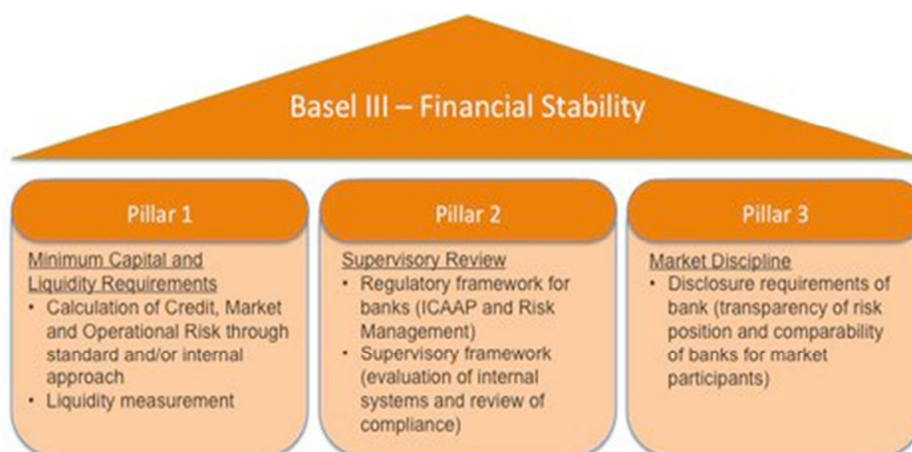 Basel III – Financial Stability
Pillar 1
Minimum Capital and
Liquidity Requirements
• Calculation of Credit, Market
and Operational Risk through
standard and/or internal
approach
• Liquidity measurement
Pillar 2
Supervisory Review
• Regulatory framework for
banks (ICAAP and Risk
Management)
• Supervisory framework
(evaluation of internal
systems and review of
compliance)
Pillar 3
Market Discipline
• Disclosure requirements of
bank (transparency of risk
position and comparability
of banks for market
participants)